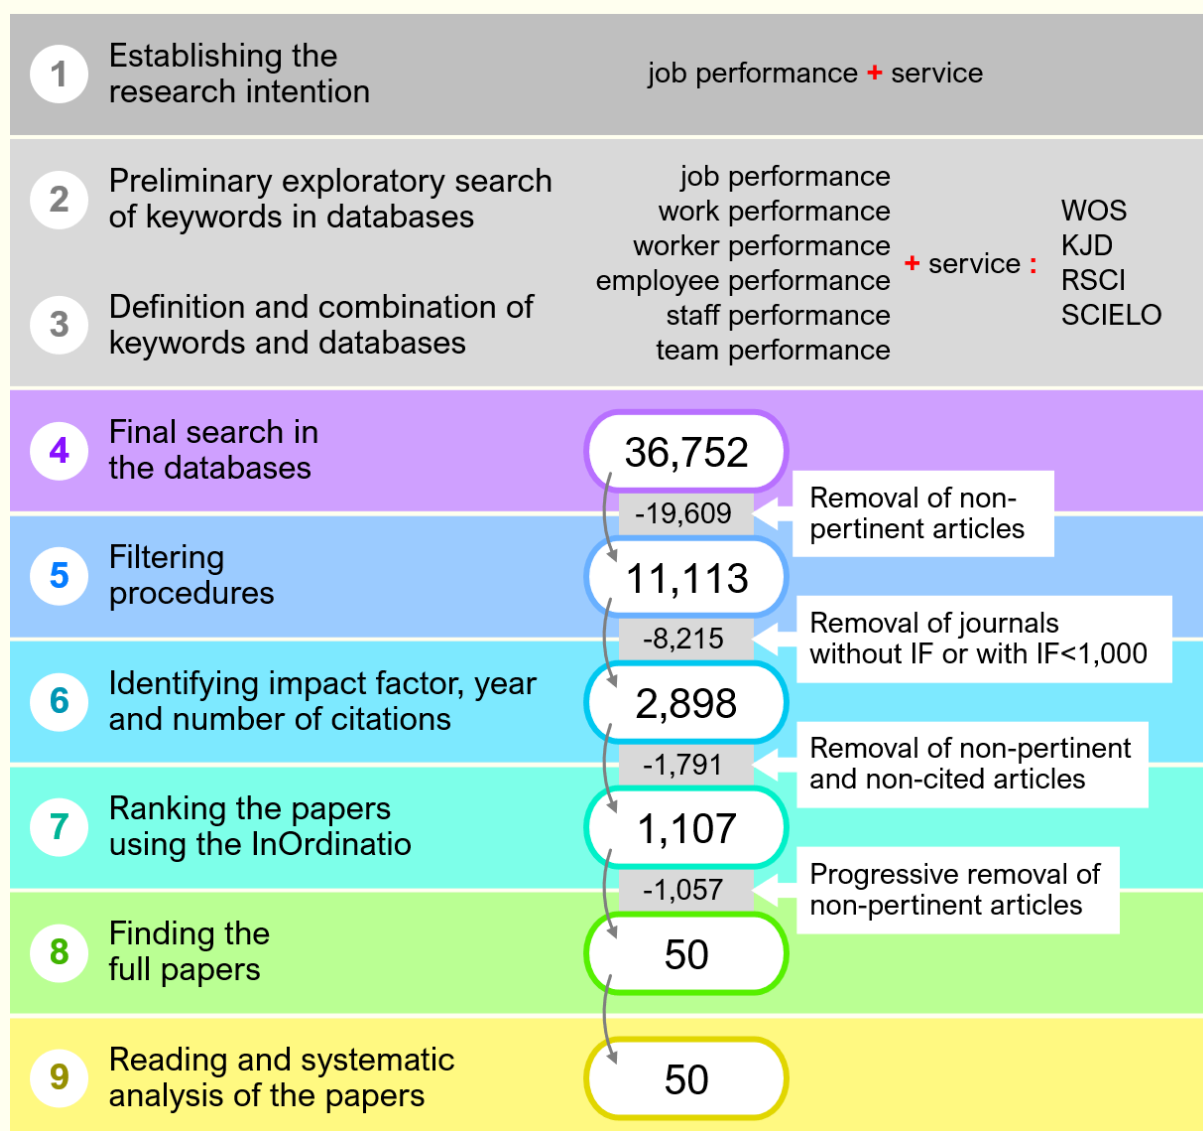 1
Establishing the
research intention
job performance + service
2
Preliminary exploratory search
of keywords in databases
3
Definition and combination of
keywords and databases
job performance
work performance
worker performance
employee performance
staff performance
team performance
+ service :
WOS
KJD
RSCI
SCIELO
4
Final search in
the databases
36,752
-19,609
Removal of non-
pertinent articles
5
Filtering
procedures
11,113
-8,215
Removal of journals
without IF or with IF<1,000
6
Identifying impact factor, year
and number of citations
2,898
-1,791
Removal of non-pertinent
and non-cited articles
7
Ranking the papers
using the InOrdinatio
1,107
-1,057
Progressive removal of
non-pertinent articles
8
Finding the
full papers
50
9
Reading and systematic
analysis of the papers
50